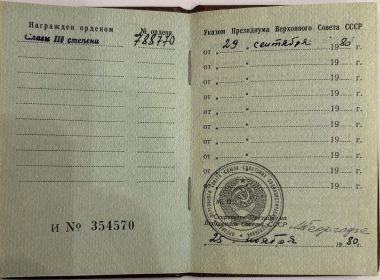 Награжден орденом
№ ордена
Славы III степени
788770
И № 354570
Указом Президиума Верховного Совета СССР
от 29 сентября 1980 г.
от " 19 г.
от " 19 г.
от " 19 г.
от " 19 г.
от " 19 г.
от " 19 г.
от " 19 г.
от " 19 г.
М. П.
Секретарь Президиума
Верховного Совета СССР
25 ноября 1980 г.